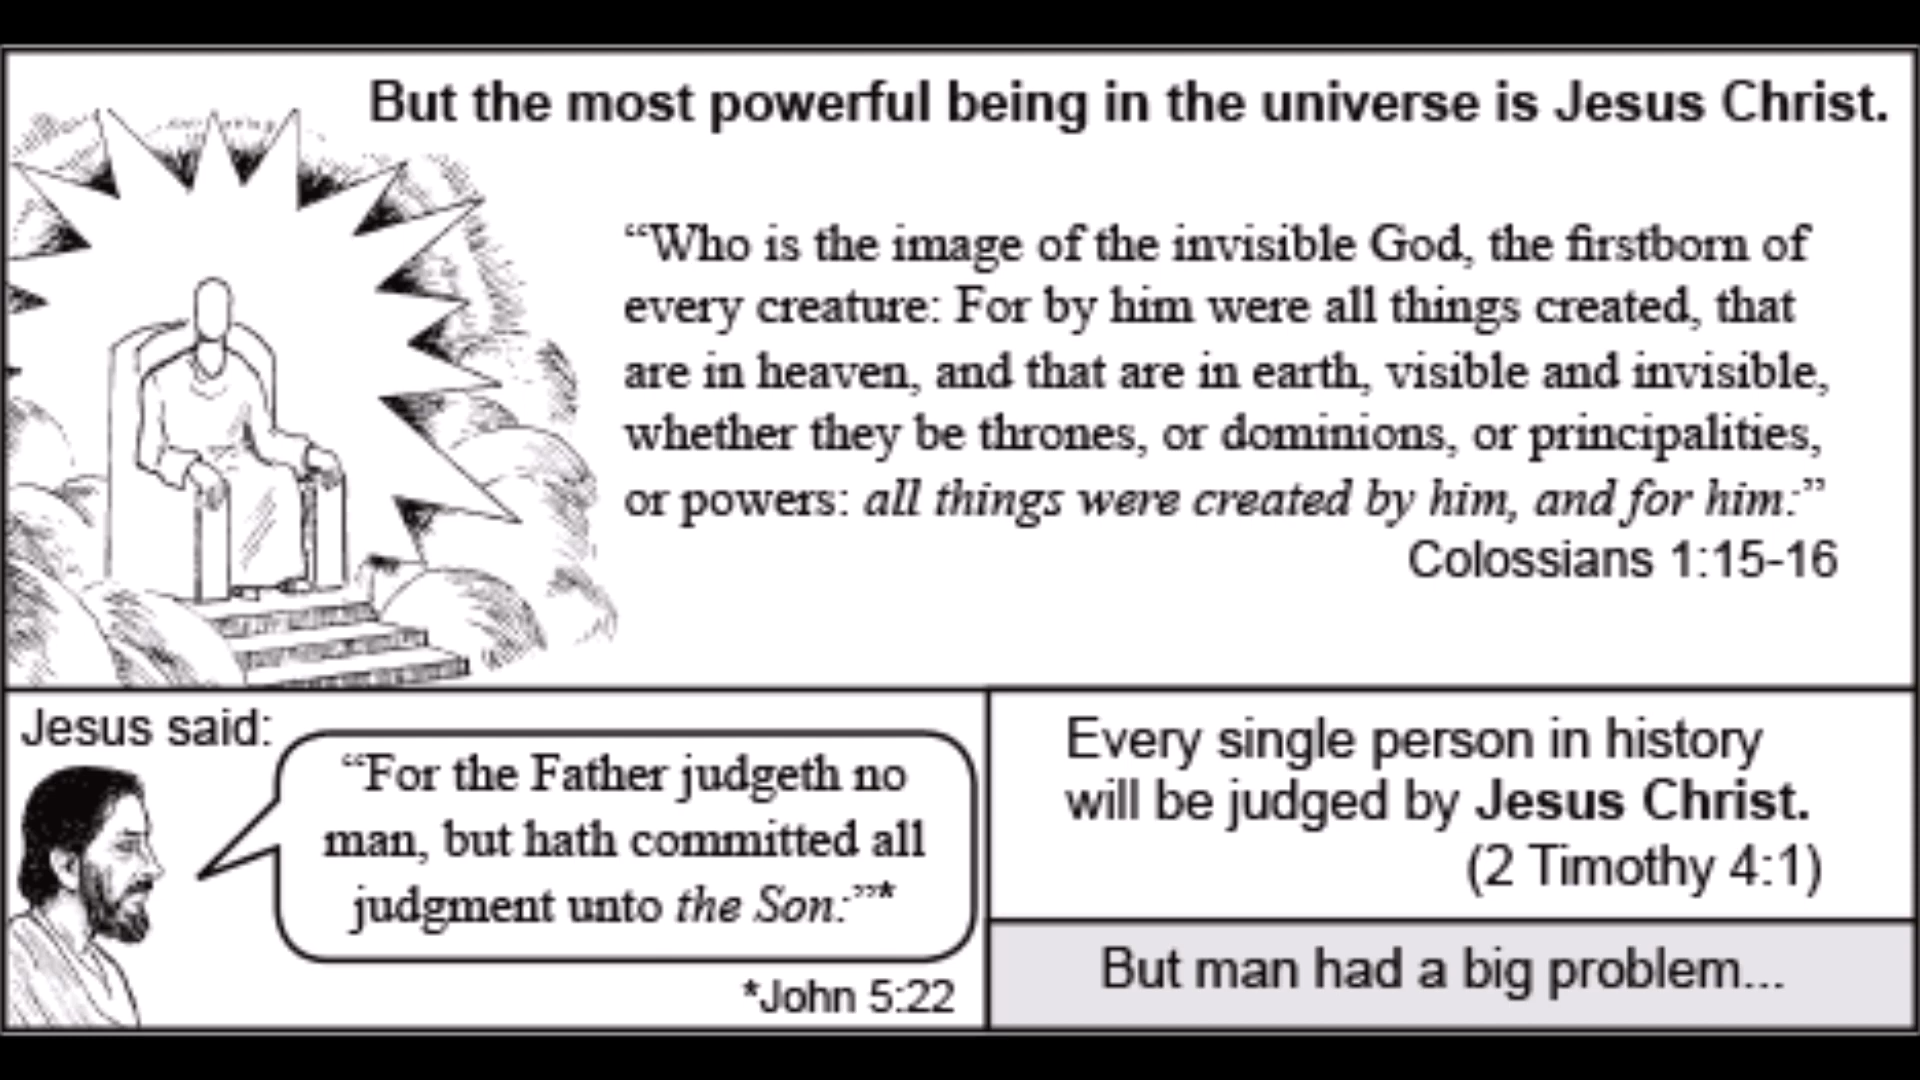 But the most powerful being in the universe is Jesus Christ.
“Who is the image of the invisible God, the firstborn of
every creature: For by him were all things created, that
are in heaven, and that are in earth, visible and invisible,
whether they be thrones, or dominions, or principalities,
or powers: all things were created by him, and for him:”
Colossians 1:15-16
Jesus said:
“For the Father judgeth no
man, but hath committed all
judgment unto the Son:”*
*John 5:22
Every single person in history
will be judged by Jesus Christ.
(2 Timothy 4:1)
But man had a big problem...